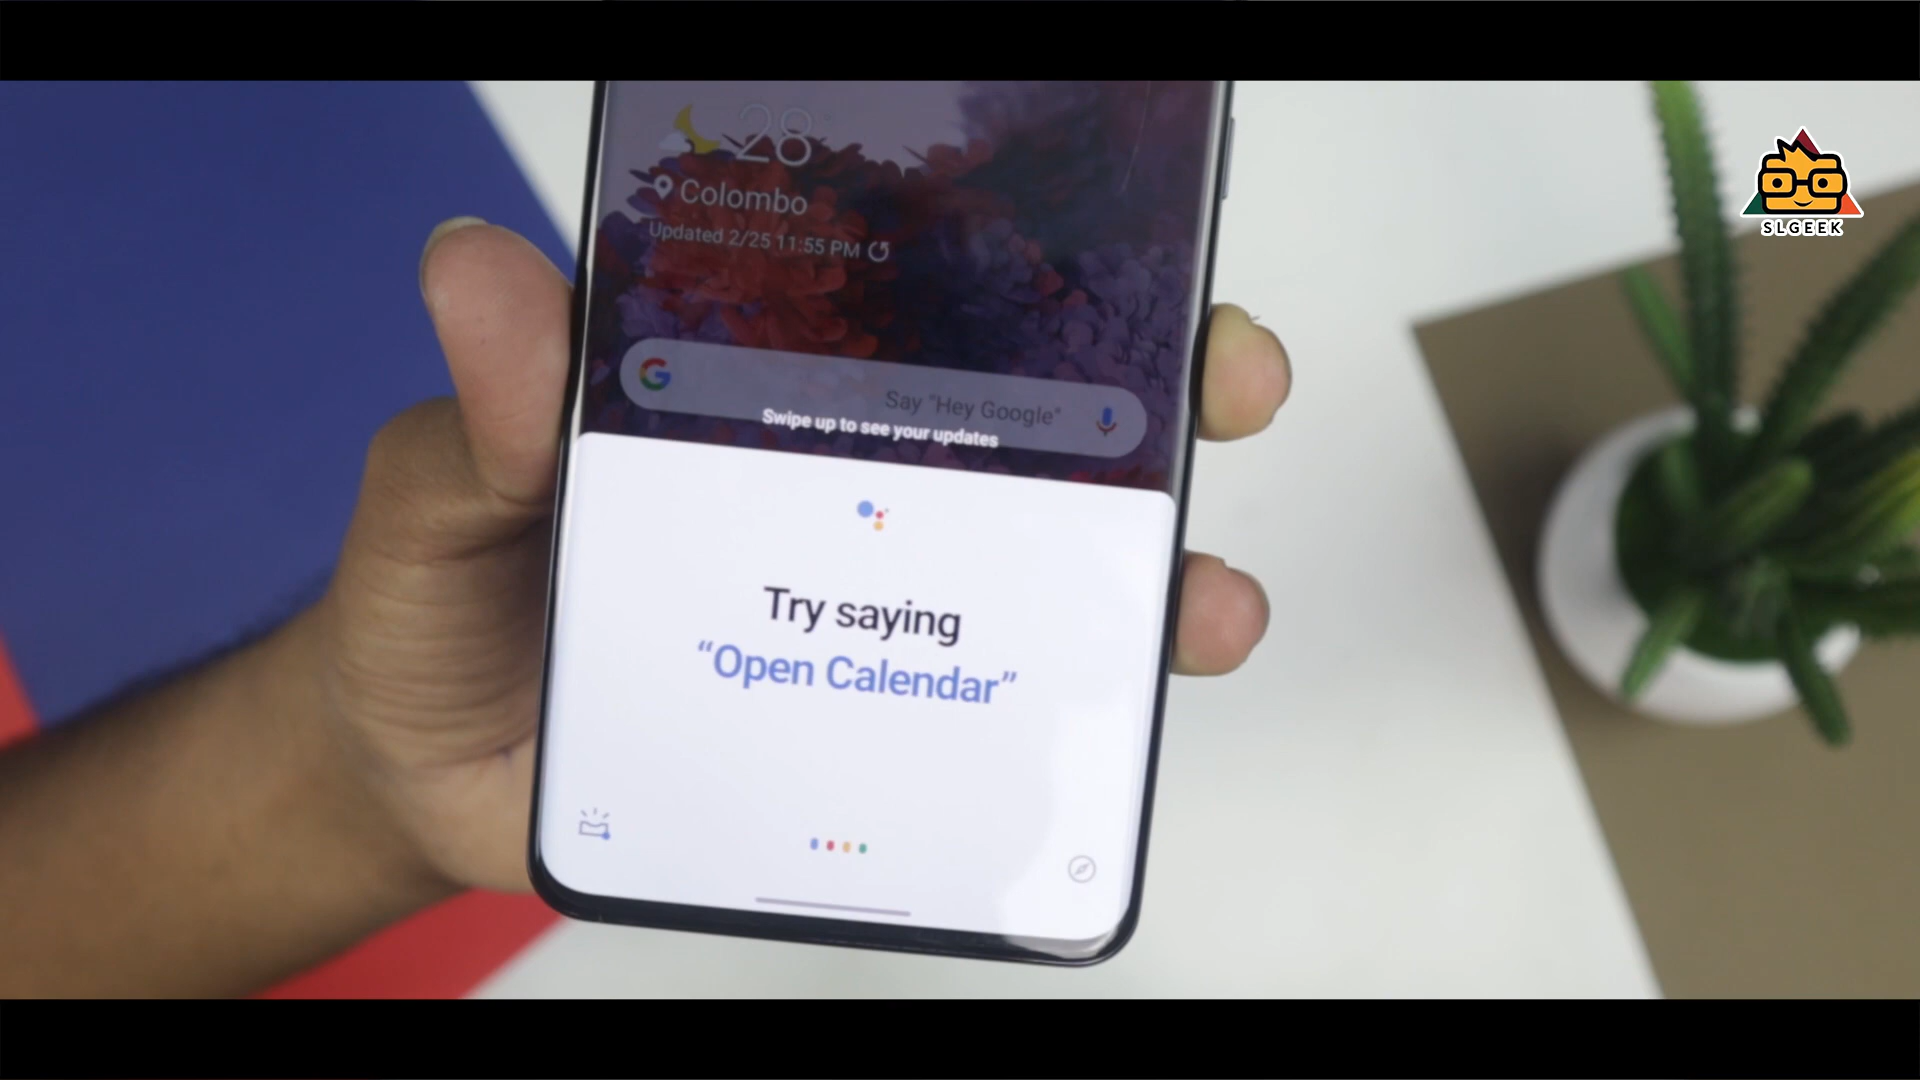 28°
Colombo
Updated 2/25 11:55 PM
Say "Hey Google"
Swipe up to see your updates
Try saying
“Open Calendar”
SLGEEK